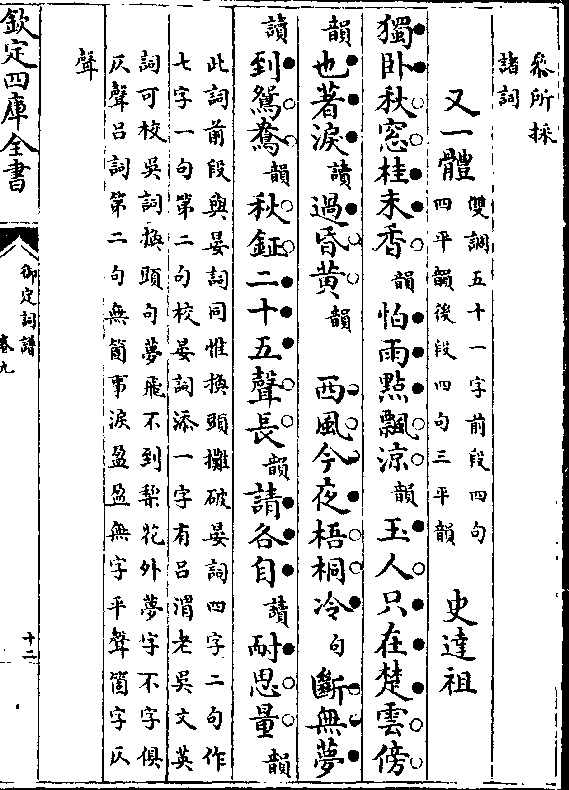 叅所採
諸詞
又一體
雙調五十一字前段四句
四平韻後段四句三平韻
史達祖
獨卧秋窓桂未香韻怕雨㸃飄涼韻玉人只在楚雲傍
韻也著淚讀過昏黄韻 西風今夜梧桐冷句斷無夢
讀到鴛鴦韻秋鉦二十五聲長韻請各自讀耐思量韻
此詞前段與晏詞同惟換頭攤破晏詞四字二句作
七字一句第二句校晏詞添一字有吕渭老吳文英
詞可校吳詞換頭句夢飛不到梨花外夢字不字俱
仄聲吕詞第二句無箇事淚盈盈無字平聲箇字仄
聲
欽定四庫全書
御定詞譜
卷九
十二